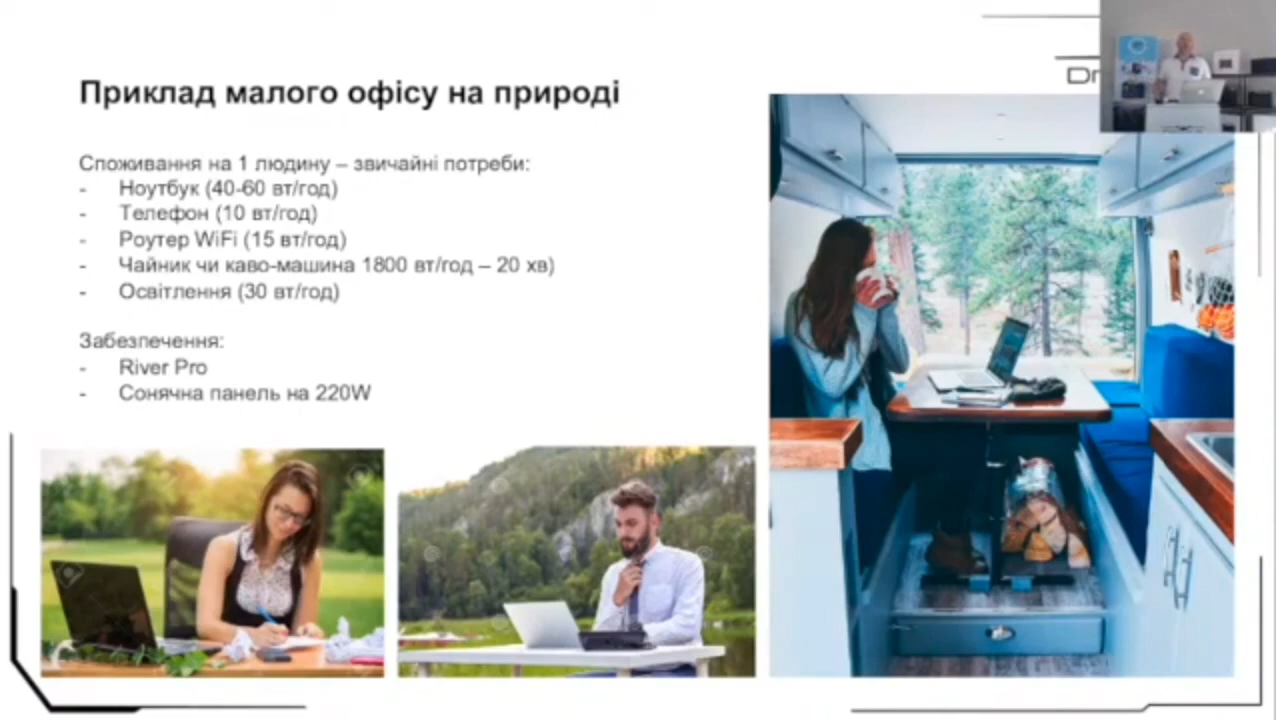 Приклад малого офісу на природі
Споживання на 1 людину – звичайні потреби:
- Ноутбук (40-60 вт/год)
- Телефон (10 вт/год)
- Роутер WiFi (15 вт/год)
- Чайник чи каво-машина 1800 вт/год – 20 хв)
- Освітлення (30 вт/год)
Забезпечення:
- River Pro
- Сонячна панель на 220W